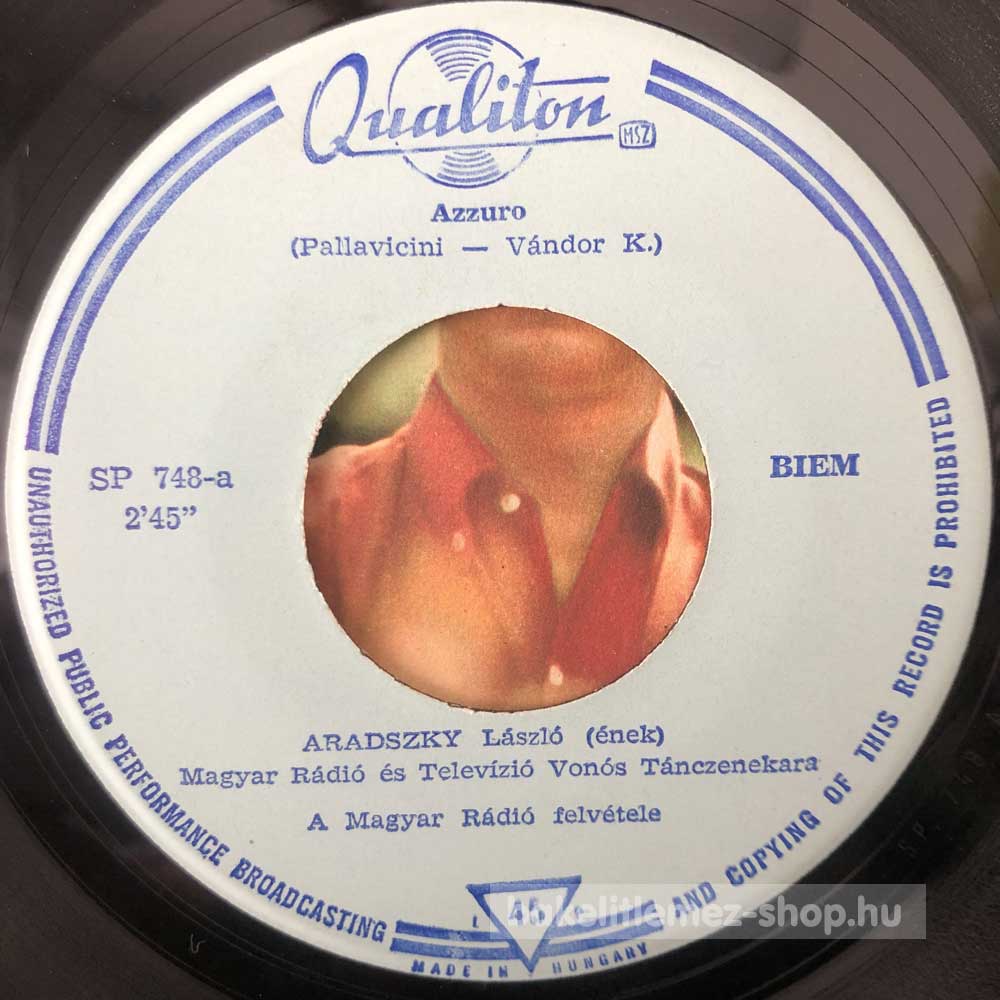 Qualiton
MSZ
Azzuro
(Pallavicini — Vándor K.)
SP 748-a
2'45"
BIEM
ARADSZKY László (ének)
Magyar Rádió és Televízió Vonós Tánczenekara
A Magyar Rádió felvétele
UNAUTHORIZED PUBLIC PERFORMANCE BROADCASTING AND COPYING OF THIS RECORD IS PROHIBITED
MADE IN HUNGARY
bakelitlemez-shop.hu